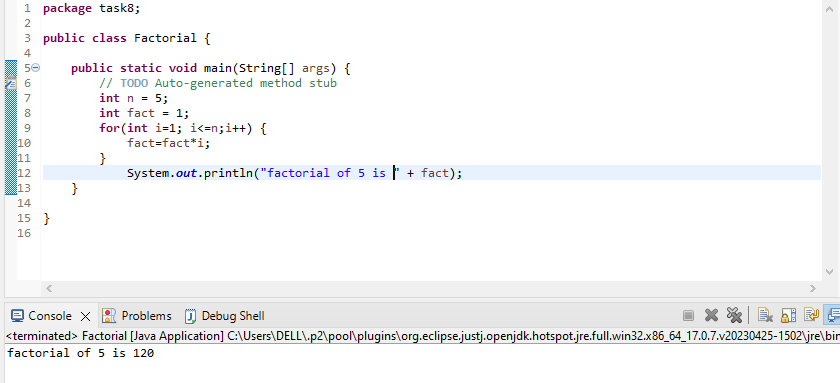 1 package task8;
2
3 public class Factorial {
4
5 public static void main(String[] args) {
6 // TODO Auto-generated method stub
7 int n = 5;
8 int fact = 1;
9 for(int i=1; i<=n;i++) {
10 fact=fact*i;
11 }
12 System.out.println("factorial of 5 is " + fact);
13 }
14
15 }
16
Console Problems Debug Shell
<terminated> Factorial [Java Application] C:\Users\DELL\.p2\pool\plugins\org.eclipse.justj.openjdk.hotspot.jre.full.win32.x86_64_17.0.7.v20230425-1502\jre\bin
factorial of 5 is 120